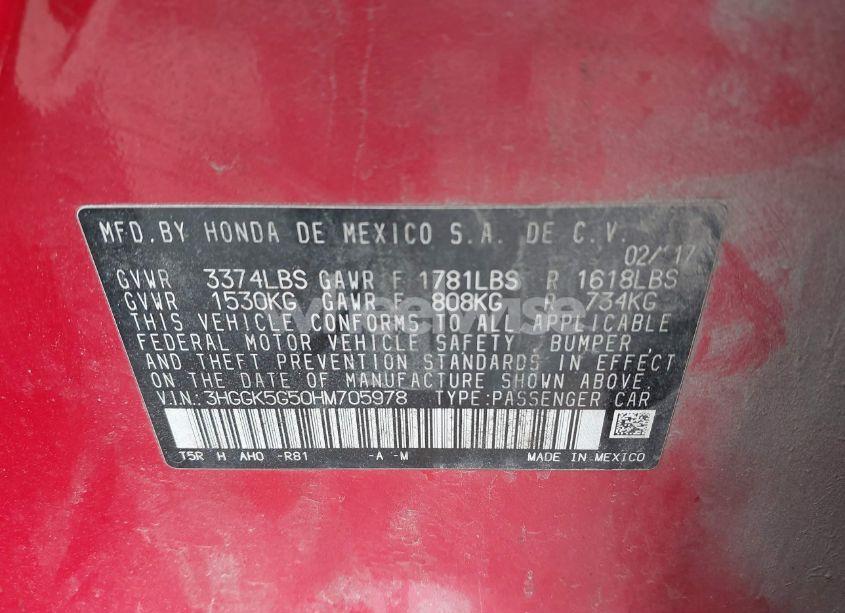 MFD.BY HONDA DE MEXICO S.A. DE C.V.
02/'17
GVWR 3374LBS GAWR F 1781LBS R 1618LBS
GVWR 1530KG GAWR F 808KG R 734KG
THIS VEHICLE CONFORMS TO ALL APPLICABLE
FEDERAL MOTOR VEHICLE SAFETY, BUMPER,
AND THEFT PREVENTION STANDARDS IN EFFECT
ON THE DATE OF MANUFACTURE SHOWN ABOVE.
V.I.N.:3HGGK5G50HM705978 TYPE:PASSENGER CAR
T5R H AH0 -R81 -A -M MADE IN MEXICO